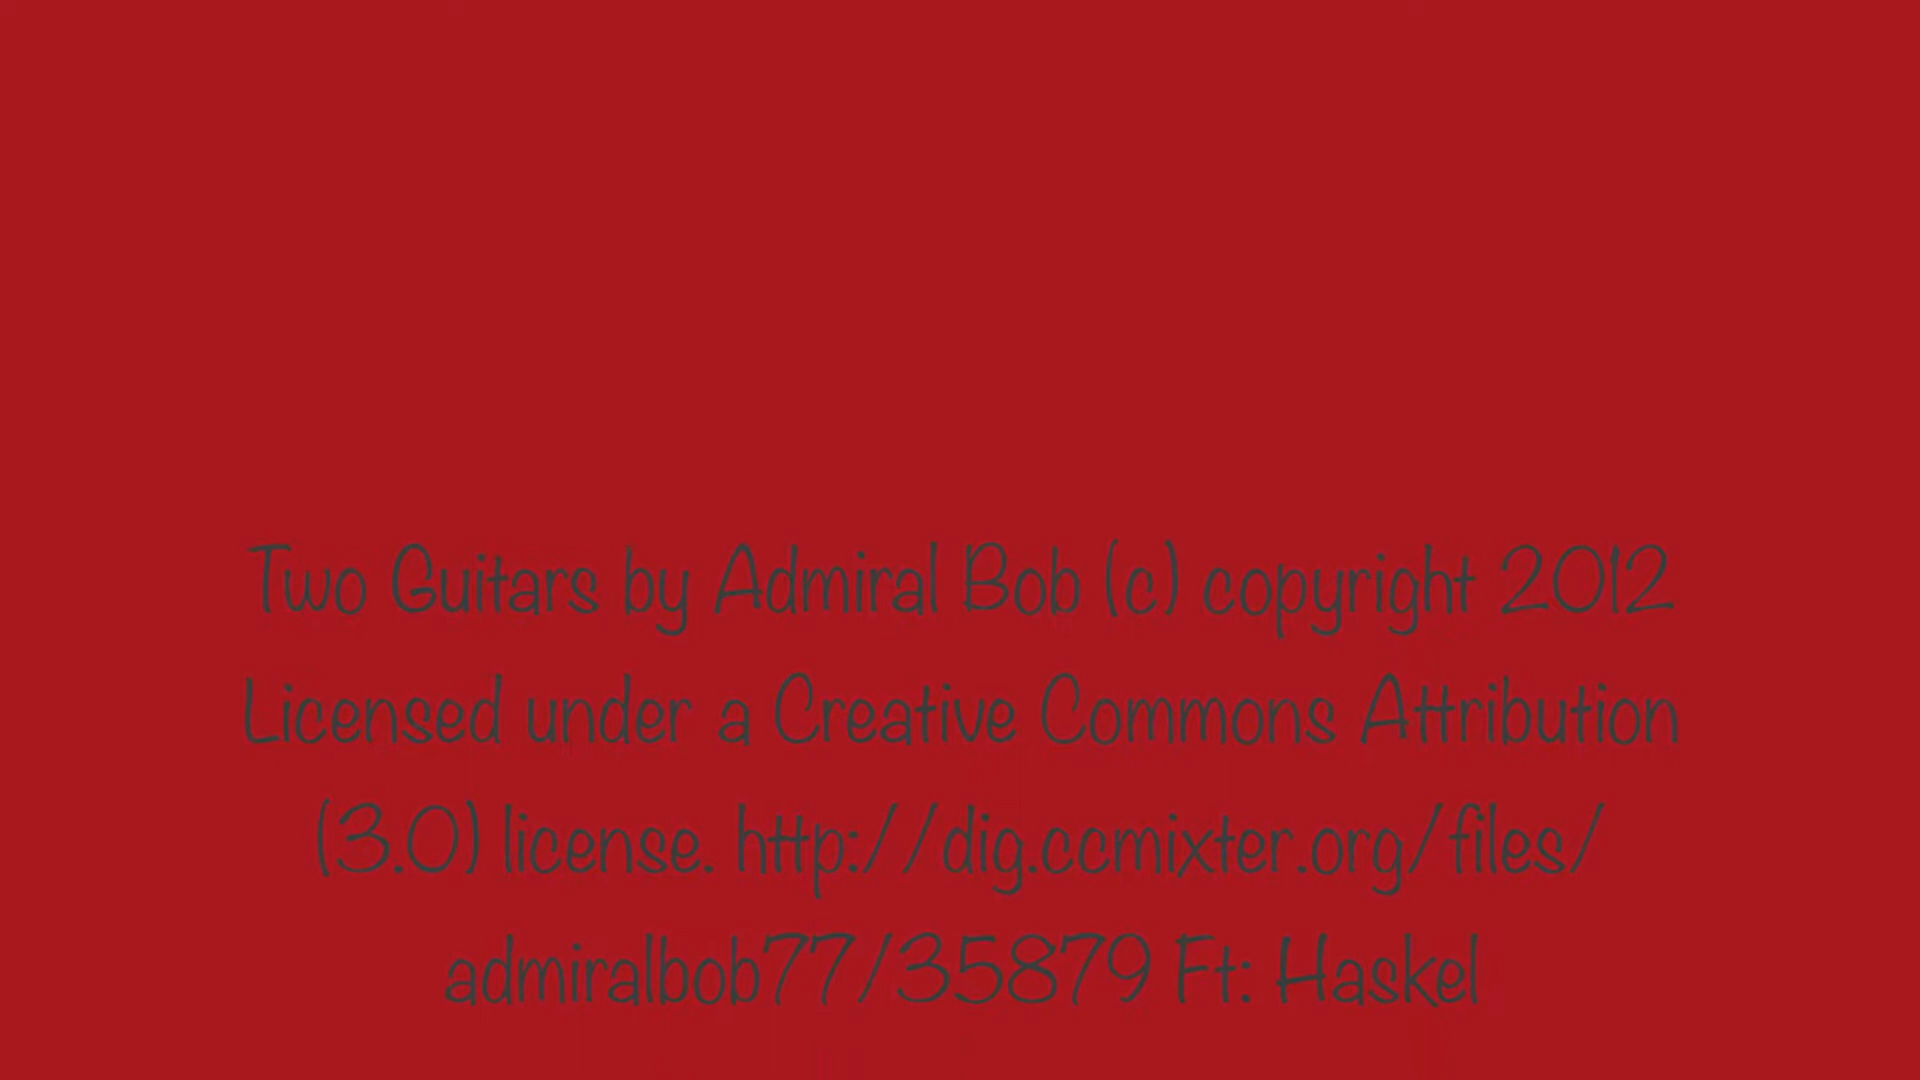 Two Guitars by Admiral Bob (c) copyright 2012
Licensed under a Creative Commons Attribution
(3.0) license. http://dig.ccmixter.org/files/
admiralbob77/35879 Ft: Haskel